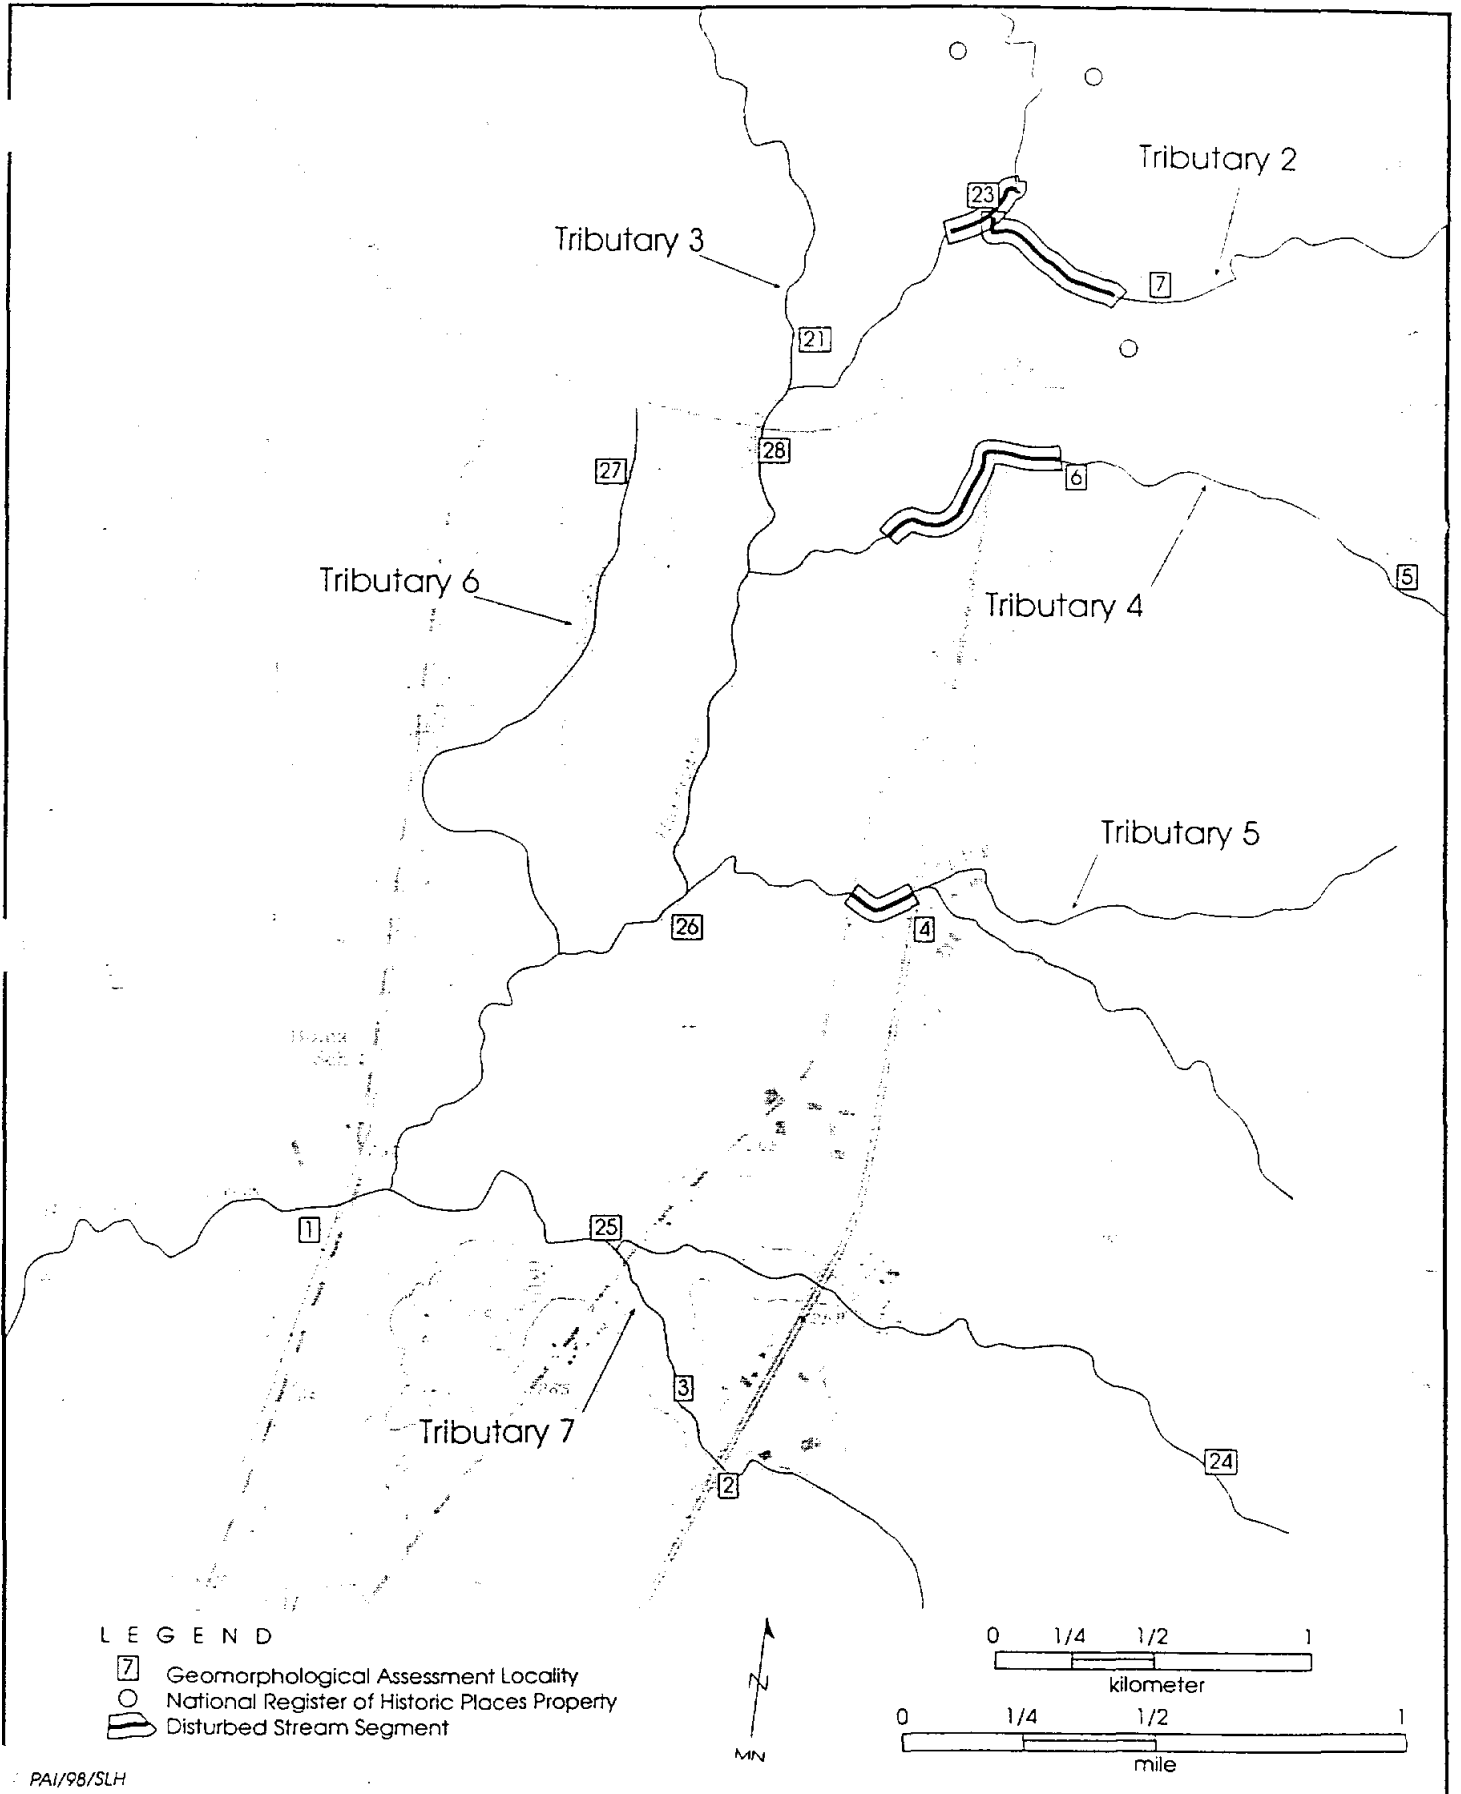 Tributary 2
23
Tributary 3
7
21
28
27
6
Tributary 6
5
Tributary 4
Tributary 5
26
4
1
25
3
Tributary 7
24
2
LEGEND
7 Geomorphological Assessment Locality
National Register of Historic Places Property
Disturbed Stream Segment
N
MN
0 1/4 1/2 1
kilometer
0 1/4 1/2 1
mile
PAI/98/SLH